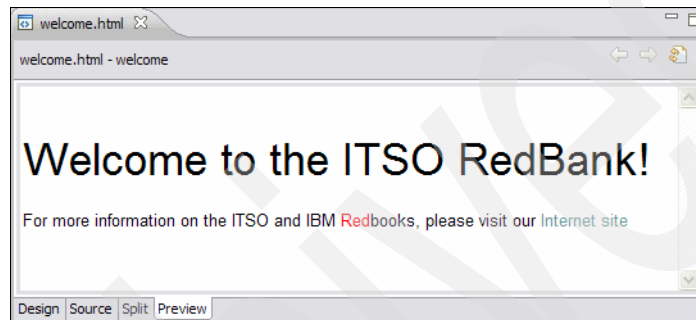 welcome.html
welcome.html - welcome
Welcome to the ITSO RedBank!
For more information on the ITSO and IBM Redbooks, please visit our Internet site
Design Source Split Preview